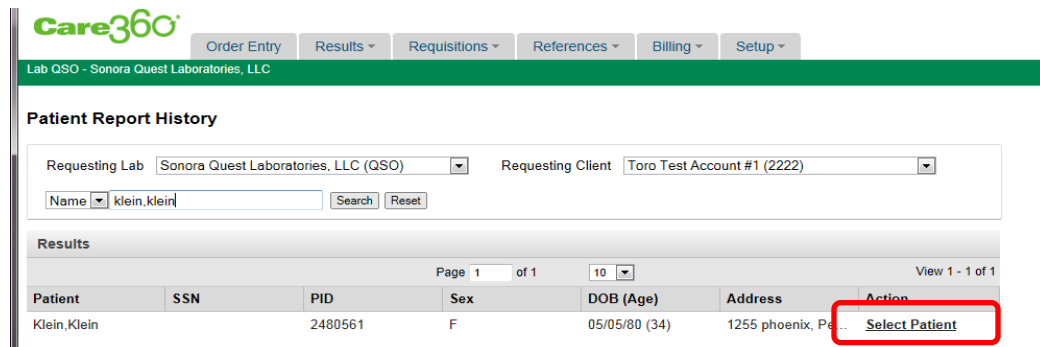 Care360
Order Entry Results Requisitions References Billing Setup
Lab QSO - Sonora Quest Laboratories, LLC
Patient Report History
Requesting Lab Sonora Quest Laboratories, LLC (QSO) Requesting Client Toro Test Account #1 (2222)
Name klein,klein Search Reset
Results
Page 1 of 1 10 View 1 - 1 of 1
Patient SSN PID Sex DOB (Age) Address Action
Klein,Klein 2480561 F 05/05/80 (34) 1255 phoenix, Pe... Select Patient